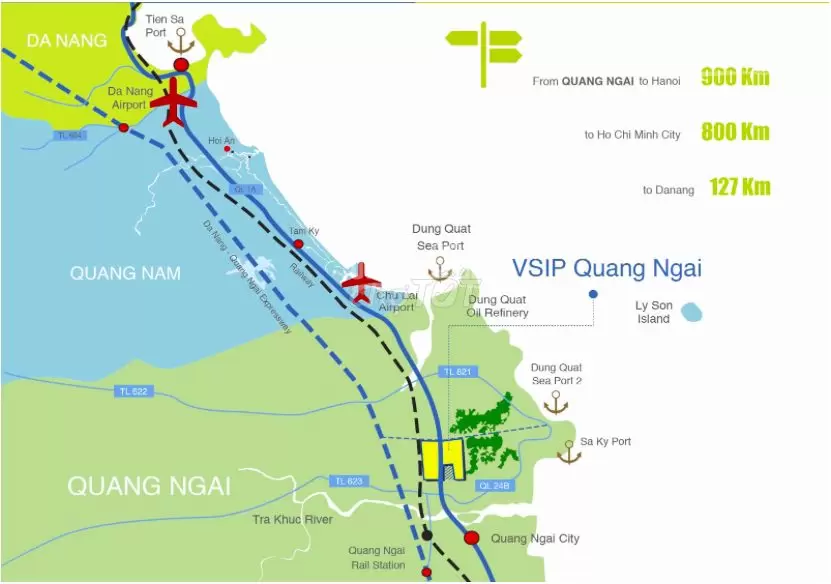 Tien Sa
Port
DA NANG
From QUANG NGAI to Hanoi 900 Km
Da Nang
Airport
to Ho Chi Minh City 800 Km
TL 604
Hoi An
to Danang 127 Km
QL 1A
Tam Ky
Dung Quat
Sea Port
Da Nang - Quang Ngai Expressway
Railway
QUANG NAM
VSIP Quang Ngai
Chu Lai
Airport
Dung Quat
Oil Refinery
Ly Son
Island
TL 622
TL 621
Dung Quat
Sea Port 2
Sa Ky Port
QUANG NGAI
TL 623
QL 24B
Tra Khuc River
Quang Ngai City
Quang Ngai
Rail Station